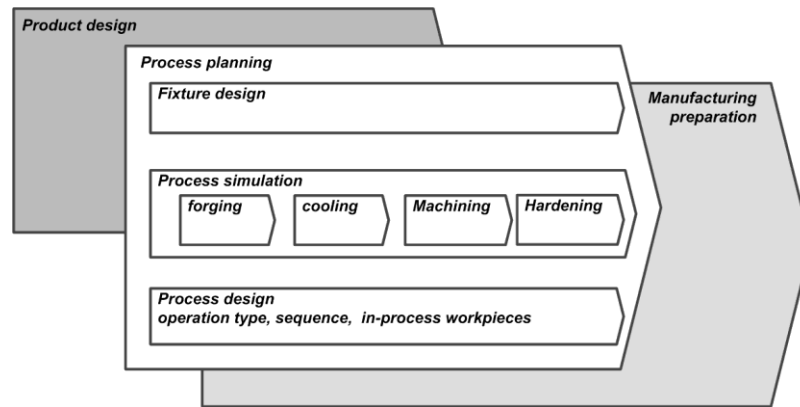 Product design
Process planning
Fixture design
Manufacturing
preparation
Process simulation
forging
cooling
Machining
Hardening
Process design
operation type, sequence, in-process workpieces